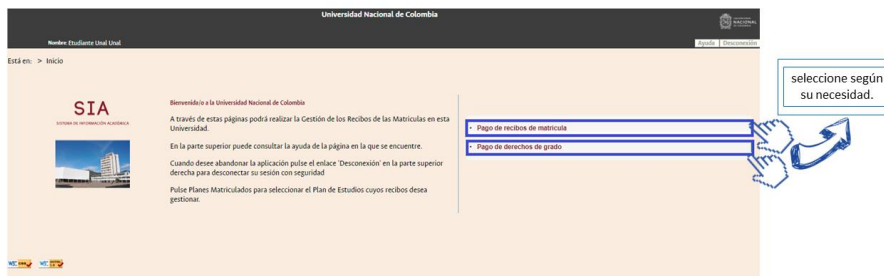 Universidad Nacional de Colombia
NACIONAL
Nombre: Estudiante Unal Unal
Ayuda Desconexión
Está en: > Inicio
SIA
SISTEMA DE INFORMACIÓN ACADÉMICA
Bienvenida/o a la Universidad Nacional de Colombia
A través de estas páginas podrá realizar la Gestión de los Recibos de las Matriculas en esta
Universidad.
En la parte superior puede consultar la ayuda de la página en la que se encuentre.
Cuando desee abandonar la aplicación pulse el enlace 'Desconexión' en la parte superior
derecha para desconectar su sesión con seguridad
Pulse Planes Matriculados para seleccionar el Plan de Estudios cuyos recibos desea
gestionar.
Pago de recibos de matricula
Pago de derechos de grado
seleccione según
su necesidad.